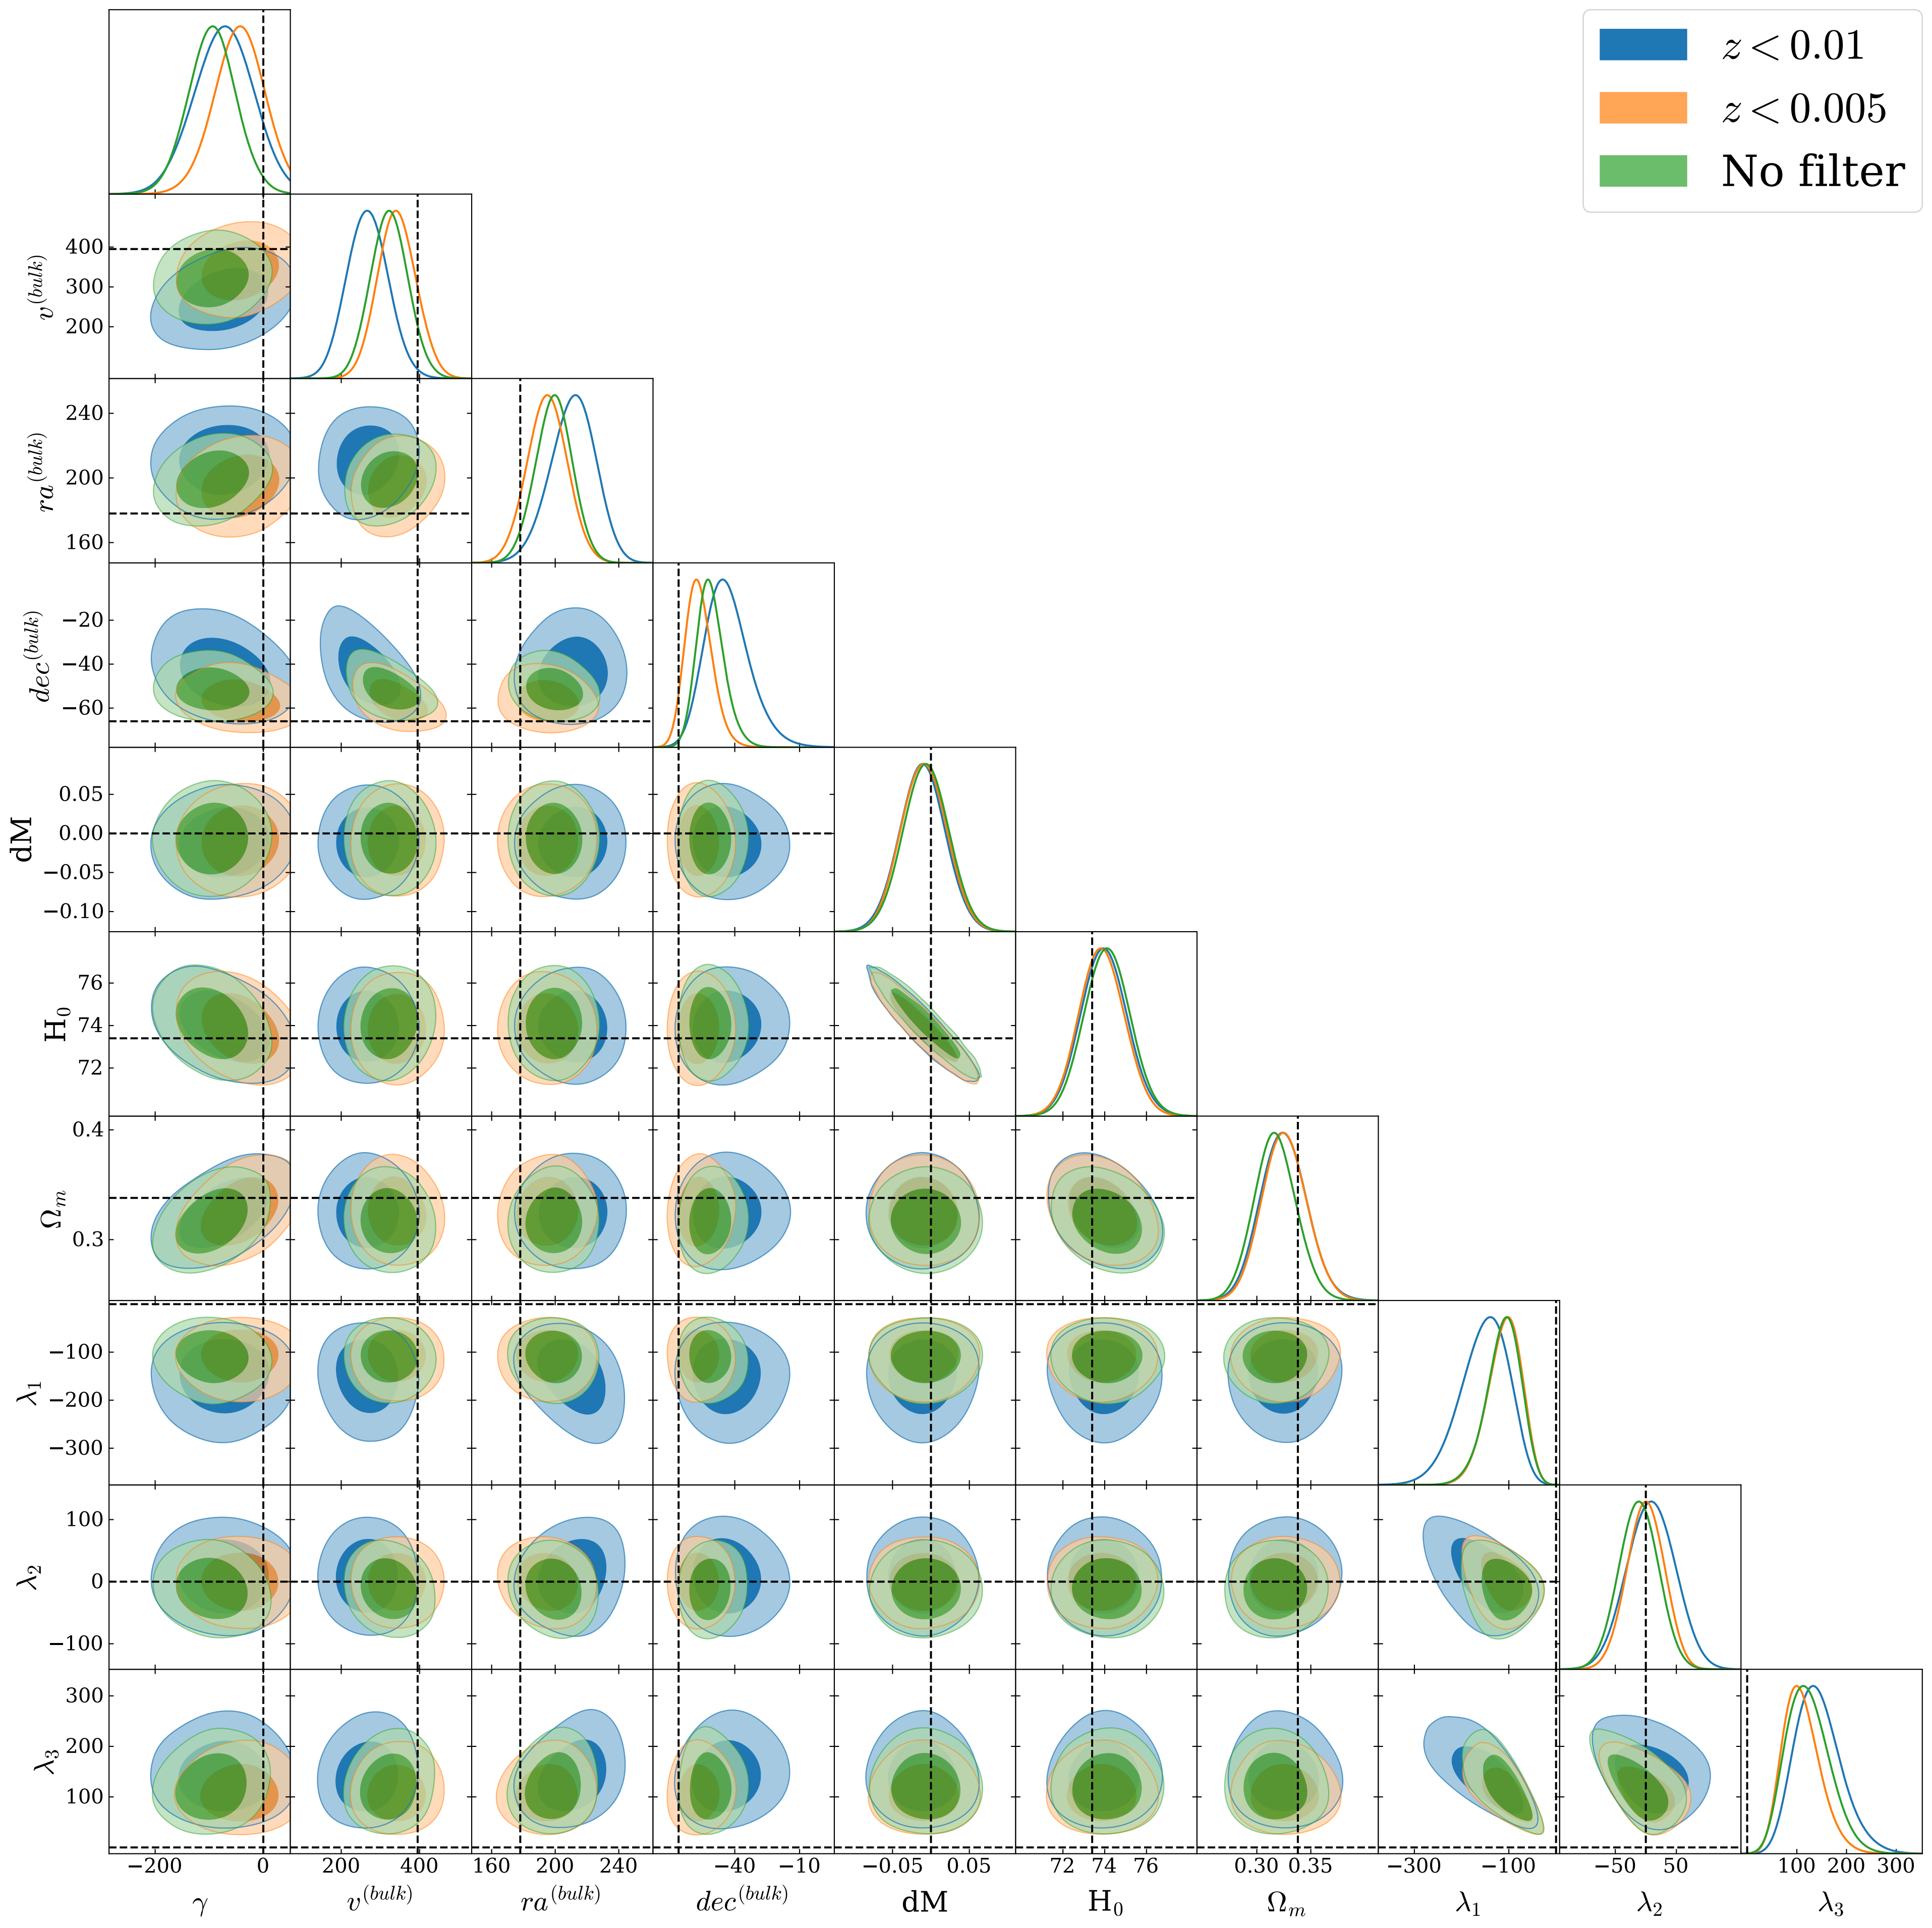 z < 0.01
z < 0.005
No filter
400
300
200
v^(bulk)
240
200
160
ra^(bulk)
−20
−40
−60
dec^(bulk)
0.05
0.00
−0.05
−0.10
dM
76
74
72
H₀
0.4
0.3
Ωₘ
−100
−200
−300
λ₁
100
0
−100
λ₂
300
200
100
λ₃
−200 0 200 400 160 200 240 −40 −10 −0.05 0.05 72 74 76 0.30 0.35 −300 −100 −50 50 100 200 300
γ v^(bulk) ra^(bulk) dec^(bulk) dM H₀ Ωₘ λ₁ λ₂ λ₃